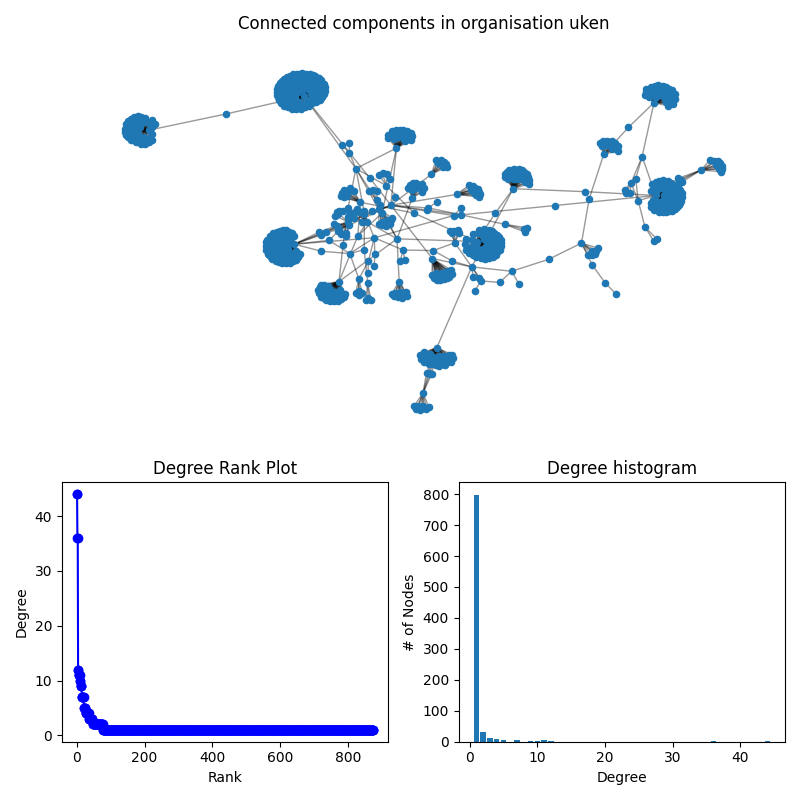 Connected components in organisation uken
Degree Rank Plot
Degree
40
30
20
10
0
0 200 400 600 800
Rank
Degree histogram
# of Nodes
800
700
600
500
400
300
200
100
0
0 10 20 30 40
Degree